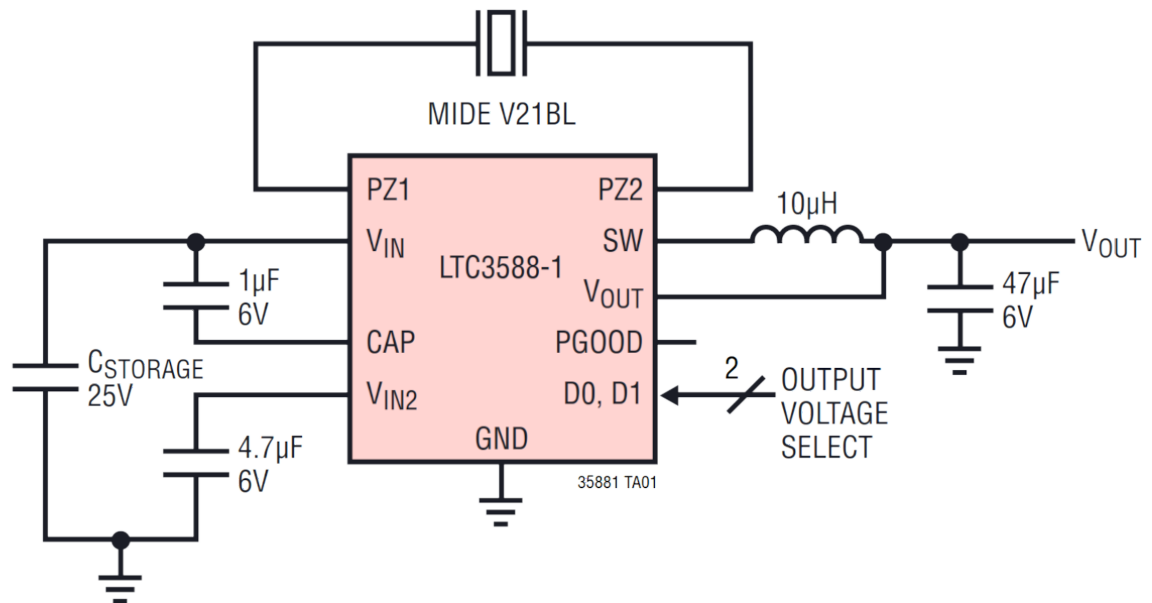 MIDE V21BL
PZ1
PZ2
VIN
SW
10µH
VOUT
LTC3588-1
1µF
6V
VOUT
47µF
6V
CAP
PGOOD
CSTORAGE
25V
VIN2
D0, D1
2
OUTPUT
VOLTAGE
SELECT
4.7µF
6V
GND
35881 TA01